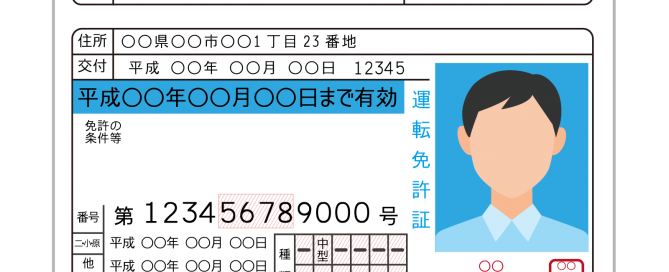 住所 〇〇県〇〇市〇〇1丁目23番地
交付 平成 〇〇年 〇〇月 〇〇日 12345
平成〇〇年〇〇月〇〇日まで有効
免許の
条件等
運転免許証
番号 第 123456789000 号
二・小・原 平成 〇〇年 〇〇月 〇〇日
他 平成 〇〇年 〇〇月 〇〇日
種
中型
〇〇
〇〇